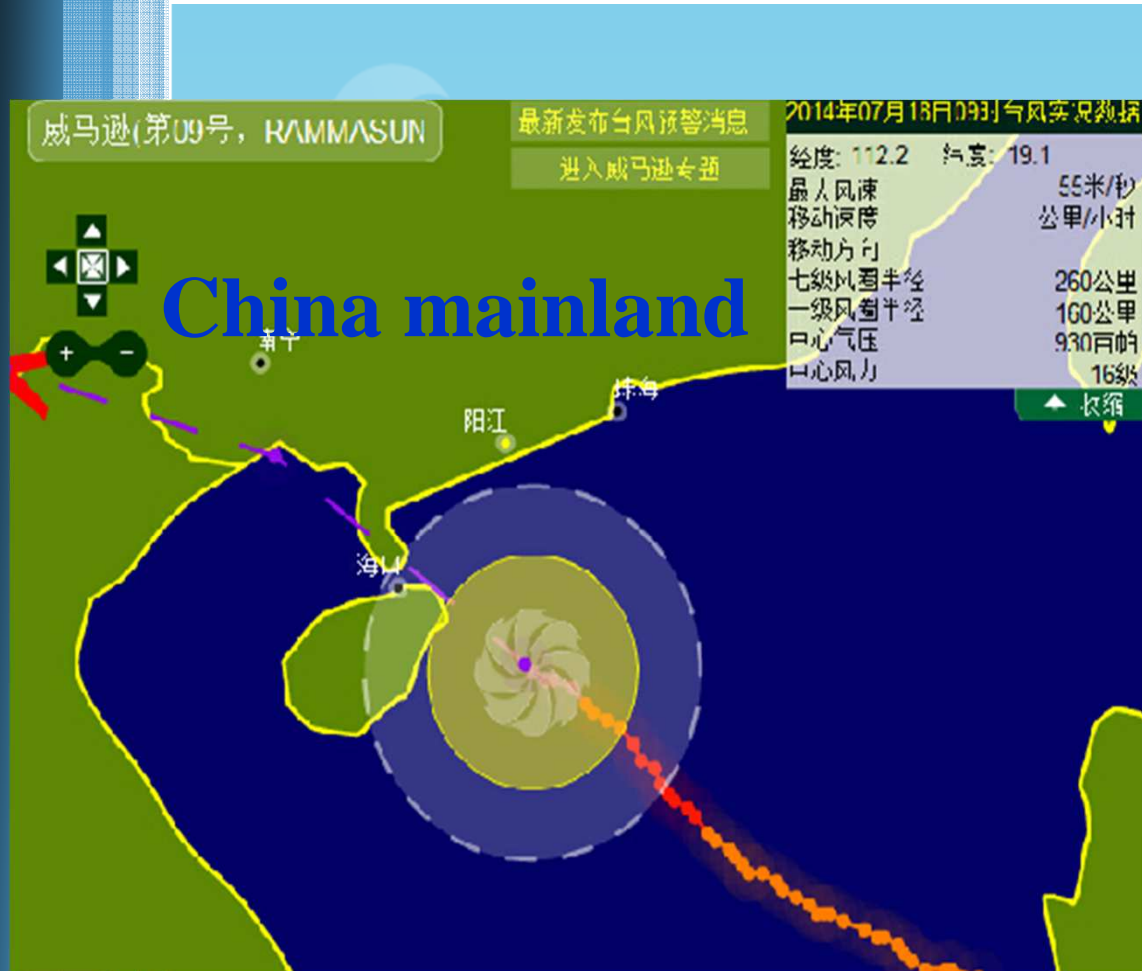 威马逊(第09号，RAMMASUN
最新发布台风预警消息
进入威马逊专题
2014年07月18日09时台风实况数据
经度: 112.2 纬度: 19.1
最大风速 55米/秒
移动速度 公里/小时
移动方向
七级风圈半径 260公里
一级风圈半径 160公里
中心气压 930百帕
中心风力 16级
收缩
China mainland
+ -
南宁
珠海
阳江
海口